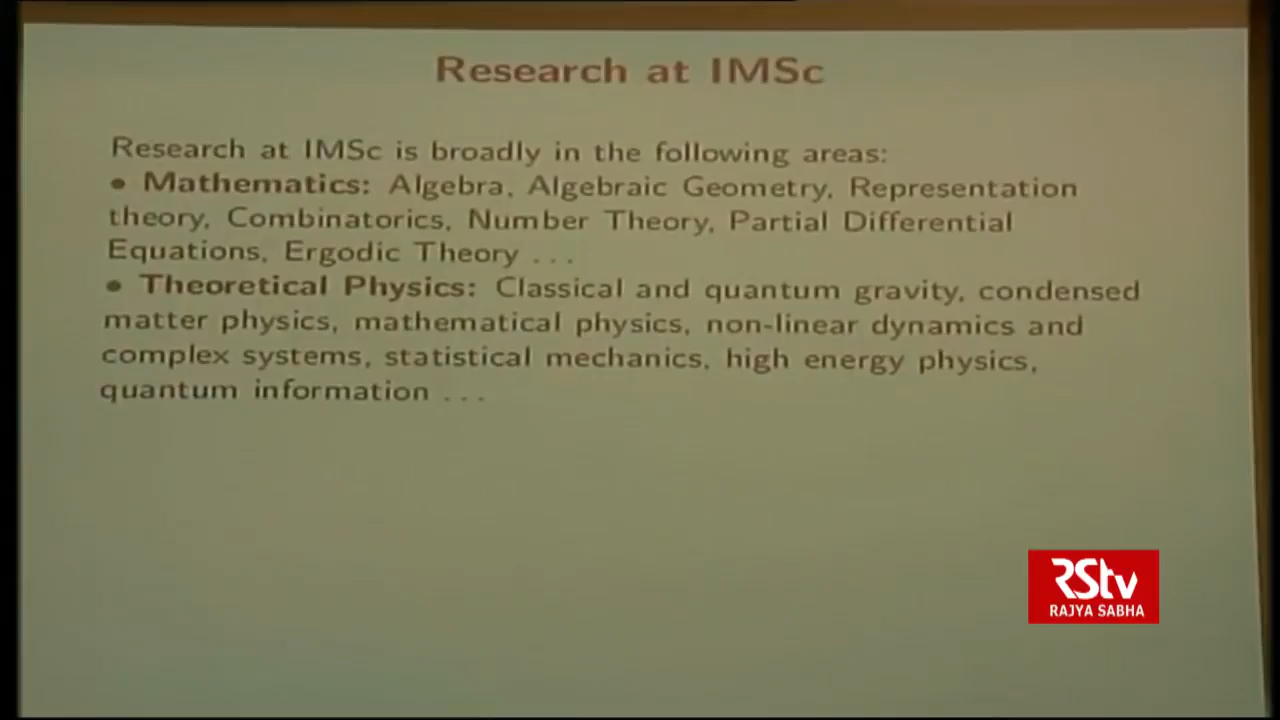 Research at IMSc
Research at IMSc is broadly in the following areas:
• Mathematics: Algebra, Algebraic Geometry, Representation
theory, Combinatorics, Number Theory, Partial Differential
Equations, Ergodic Theory . . .
• Theoretical Physics: Classical and quantum gravity, condensed
matter physics, mathematical physics, non-linear dynamics and
complex systems, statistical mechanics, high energy physics,
quantum information . . .
RStv
RAJYA SABHA